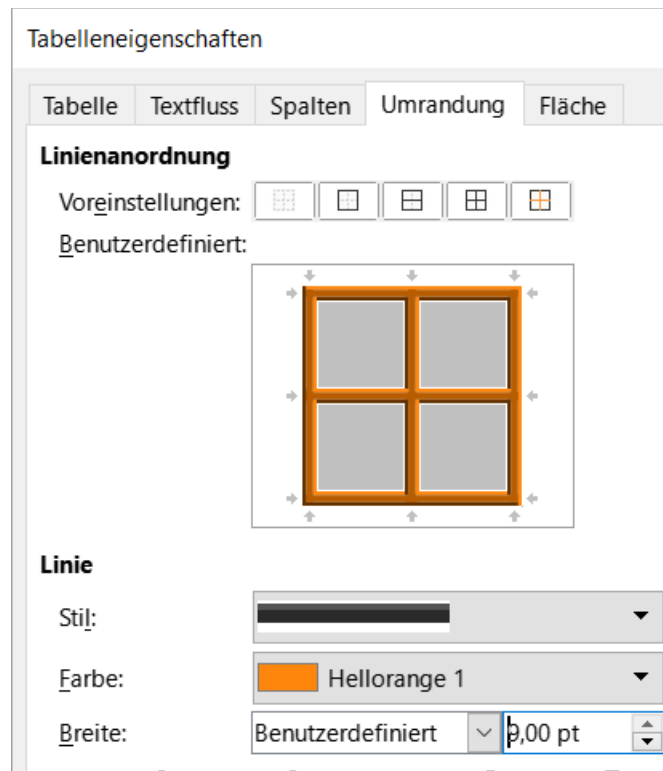 Tabelleneigenschaften
Tabelle Textfluss Spalten Umrandung Fläche
Linienanordnung
Voreinstellungen:
Benutzerdefiniert:
Linie
Stil:
Farbe: Hellorange 1
Breite: Benutzerdefiniert 9,00 pt